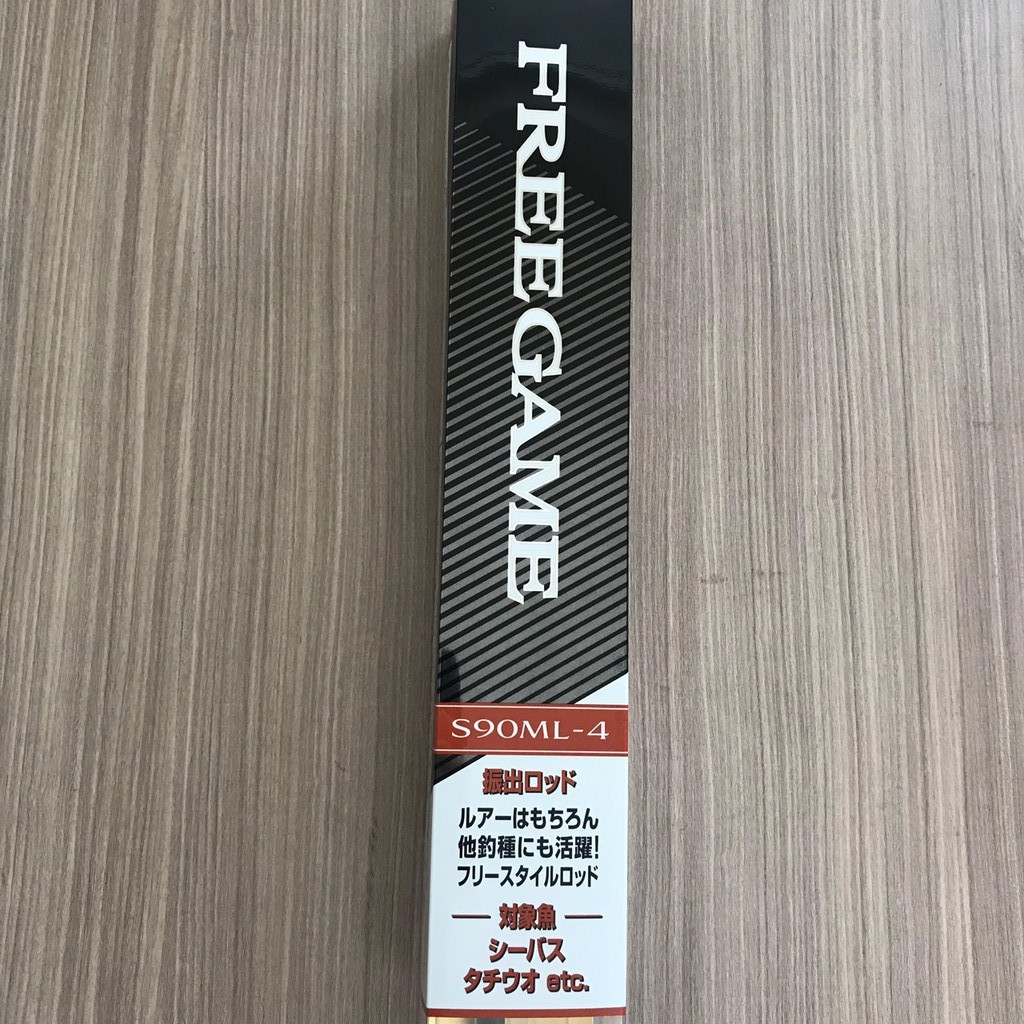 FREEGAME
S90ML-4
振出ロッド
ルアーはもちろん
他釣種にも活躍!
フリースタイルロッド
対象魚
シーバス
タチウオ etc.